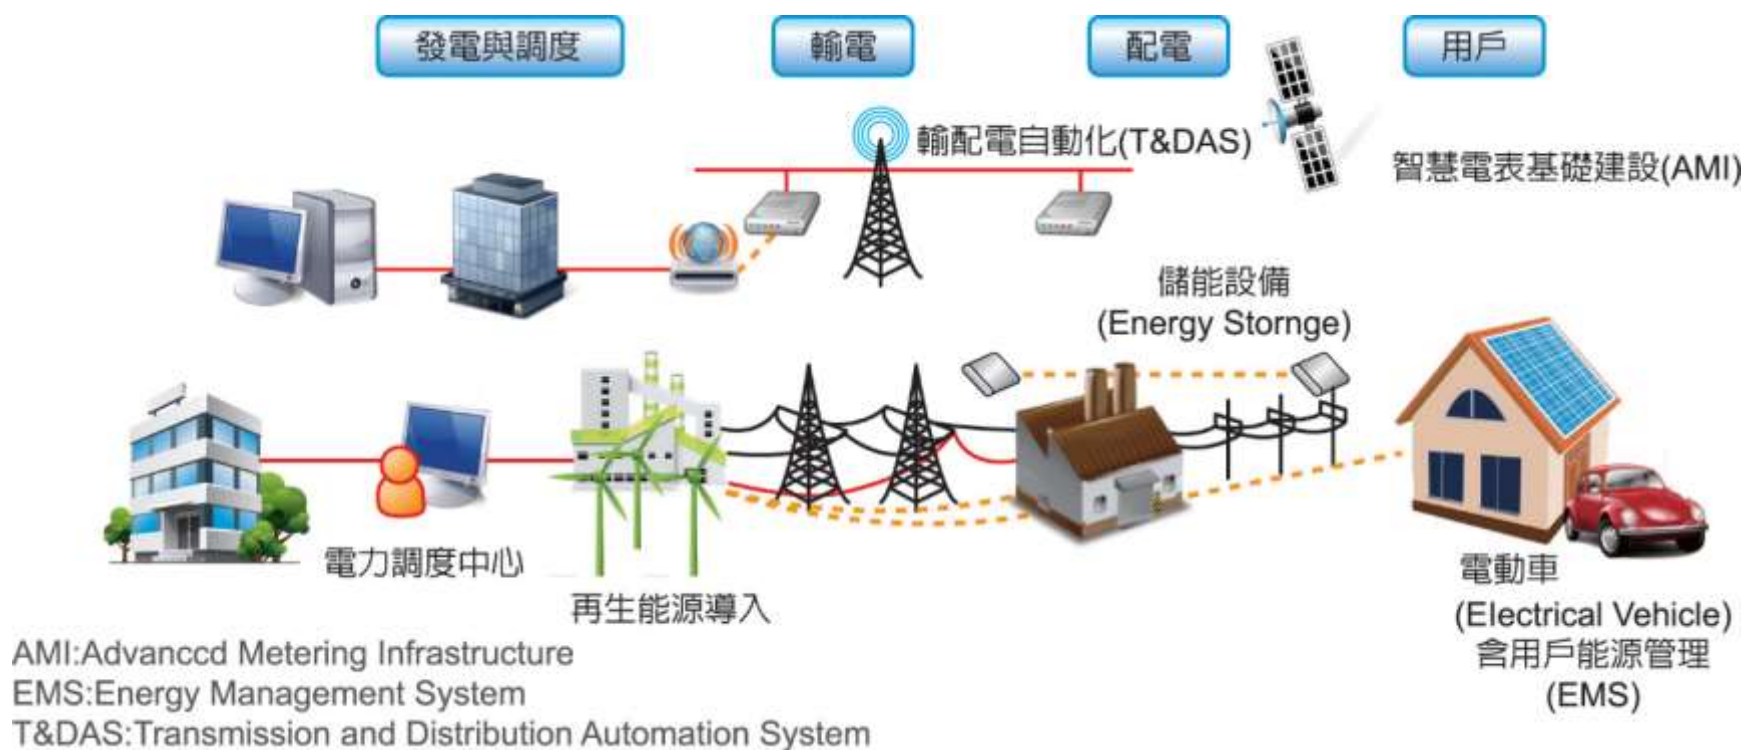 發電與調度
輸電
配電
用戶
輸配電自動化(T&DAS)
智慧電表基礎建設(AMI)
儲能設備
(Energy Stornge)
電力調度中心
再生能源導入
電動車
(Electrical Vehicle)
含用戶能源管理
(EMS)
AMI:Advanccd Metering Infrastructure
EMS:Energy Management System
T&DAS:Transmission and Distribution Automation System